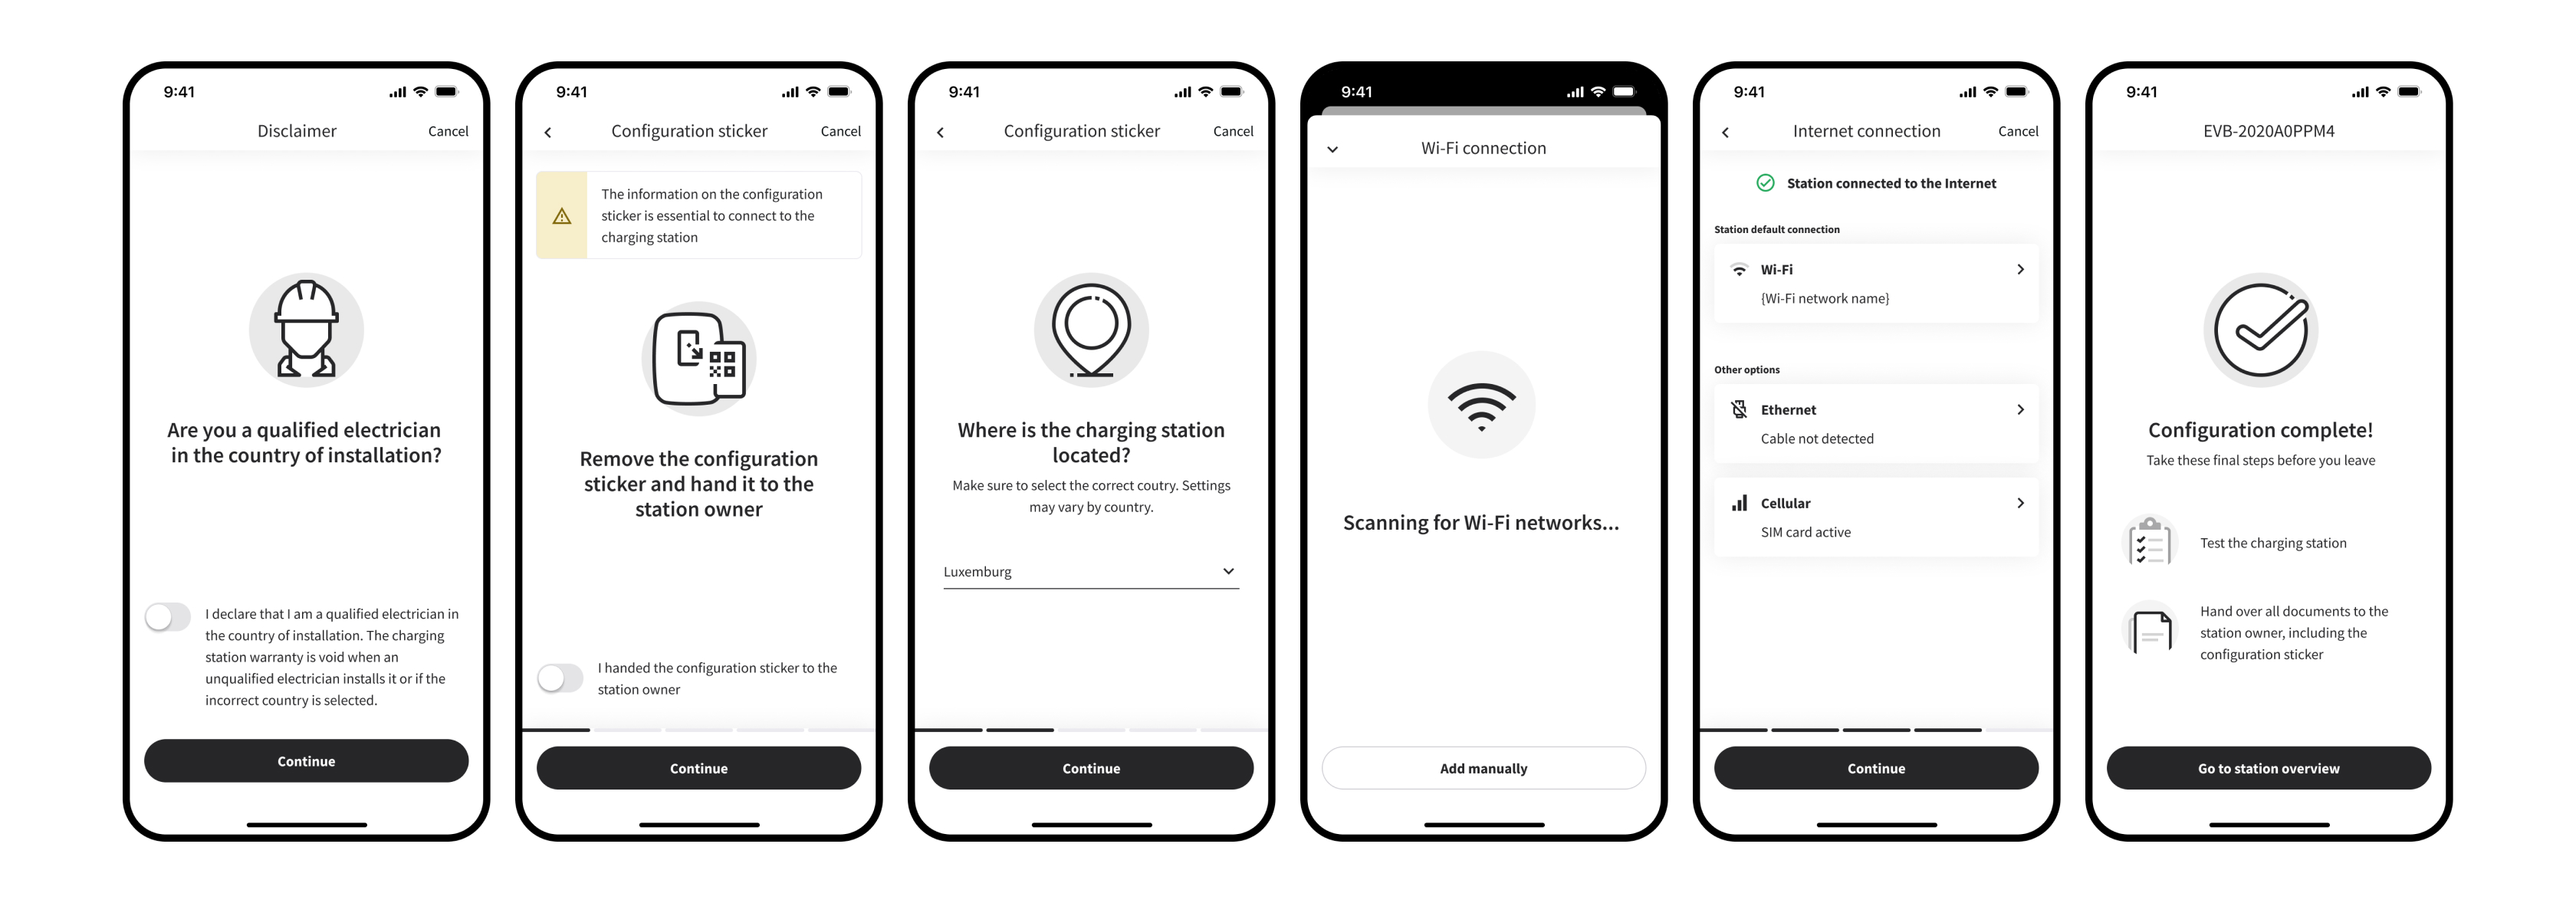 9:41
Disclaimer
Cancel
Are you a qualified electrician
in the country of installation?
I declare that I am a qualified electrician in
the country of installation. The charging
station warranty is void when an
unqualified electrician installs it or if the
incorrect country is selected.
Continue
9:41
Configuration sticker
Cancel
The information on the configuration
sticker is essential to connect to the
charging station
Remove the configuration
sticker and hand it to the
station owner
I handed the configuration sticker to the
station owner
Continue
9:41
Configuration sticker
Cancel
Where is the charging station
located?
Make sure to select the correct coutry. Settings
may vary by country.
Luxemburg
Continue
9:41
Wi-Fi connection
Scanning for Wi-Fi networks...
Add manually
9:41
Internet connection
Cancel
Station connected to the Internet
Station default connection
Wi-Fi
{Wi-Fi network name}
Other options
Ethernet
Cable not detected
Cellular
SIM card active
Continue
9:41
EVB-2020A0PPM4
Configuration complete!
Take these final steps before you leave
Test the charging station
Hand over all documents to the
station owner, including the
configuration sticker
Go to station overview